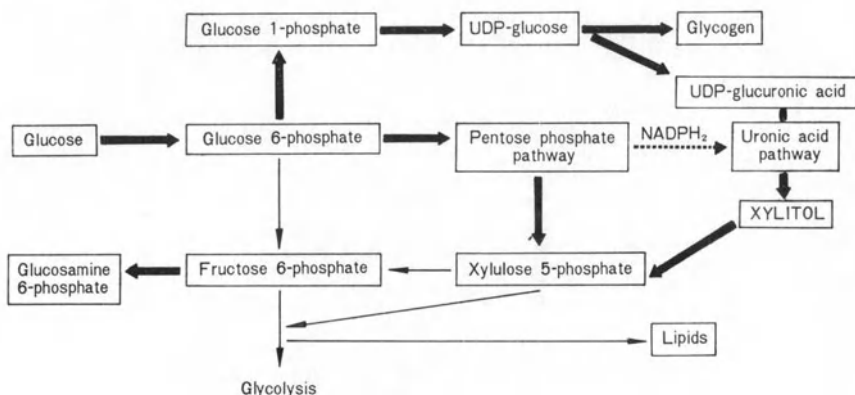 Glucose 1-phosphate
UDP-glucose
Glycogen
UDP-glucuronic acid
Glucose
Glucose 6-phosphate
Pentose phosphate
pathway
NADPH₂
Uronic acid
pathway
XYLITOL
Glucosamine
6-phosphate
Fructose 6-phosphate
Xylulose 5-phosphate
Lipids
Glycolysis